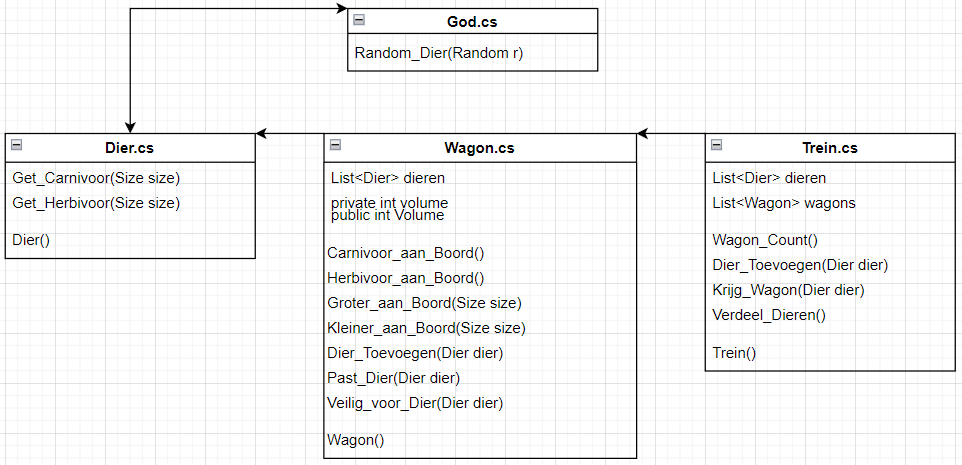 God.cs
Random_Dier(Random r)
Dier.cs
Get_Carnivoor(Size size)
Get_Herbivoor(Size size)
Dier()
Wagon.cs
List<Dier> dieren
private int volume
public int Volume
Carnivoor_aan_Boord()
Herbivoor_aan_Boord()
Groter_aan_Boord(Size size)
Kleiner_aan_Boord(Size size)
Dier_Toevoegen(Dier dier)
Past_Dier(Dier dier)
Veilig_voor_Dier(Dier dier)
Wagon()
Trein.cs
List<Dier> dieren
List<Wagon> wagons
Wagon_Count()
Dier_Toevoegen(Dier dier)
Krijg_Wagon(Dier dier)
Verdeel_Dieren()
Trein()